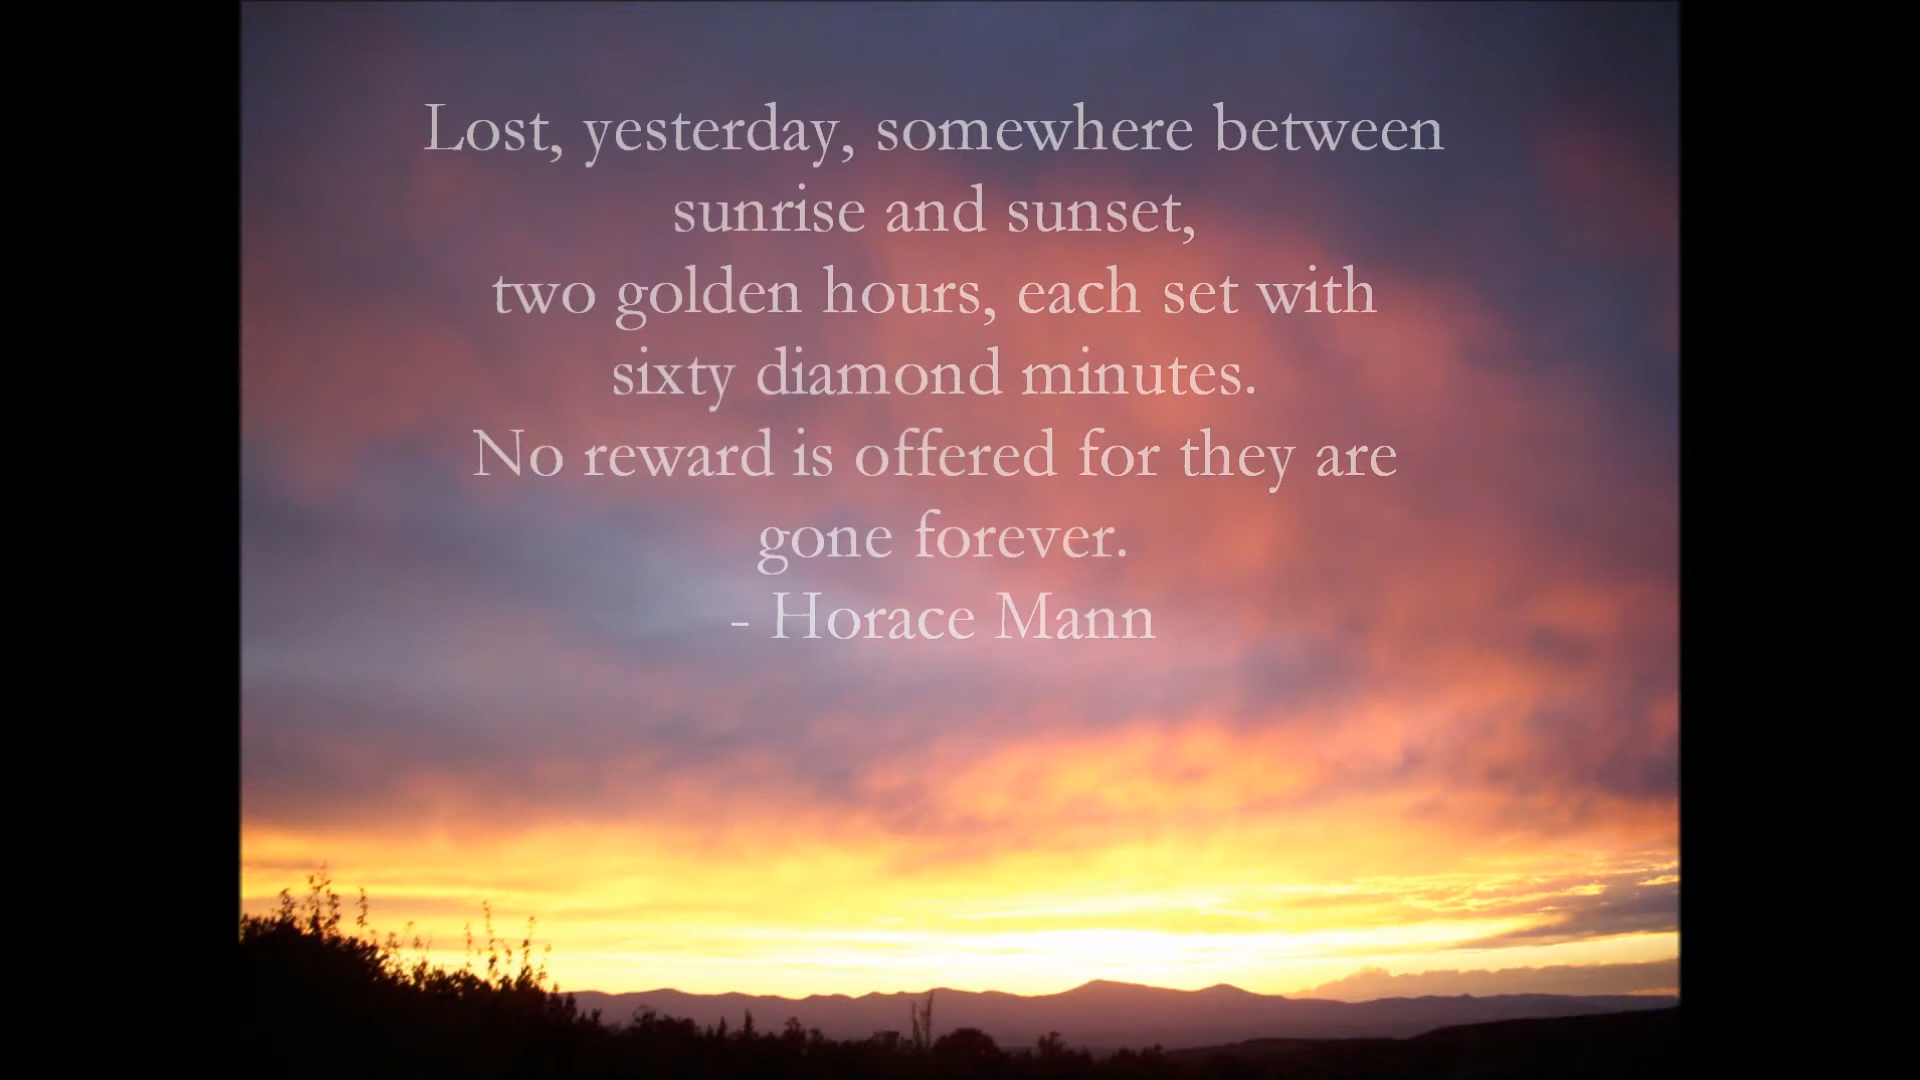 Lost, yesterday, somewhere between
sunrise and sunset,
two golden hours, each set with
sixty diamond minutes.
No reward is offered for they are
gone forever.
- Horace Mann